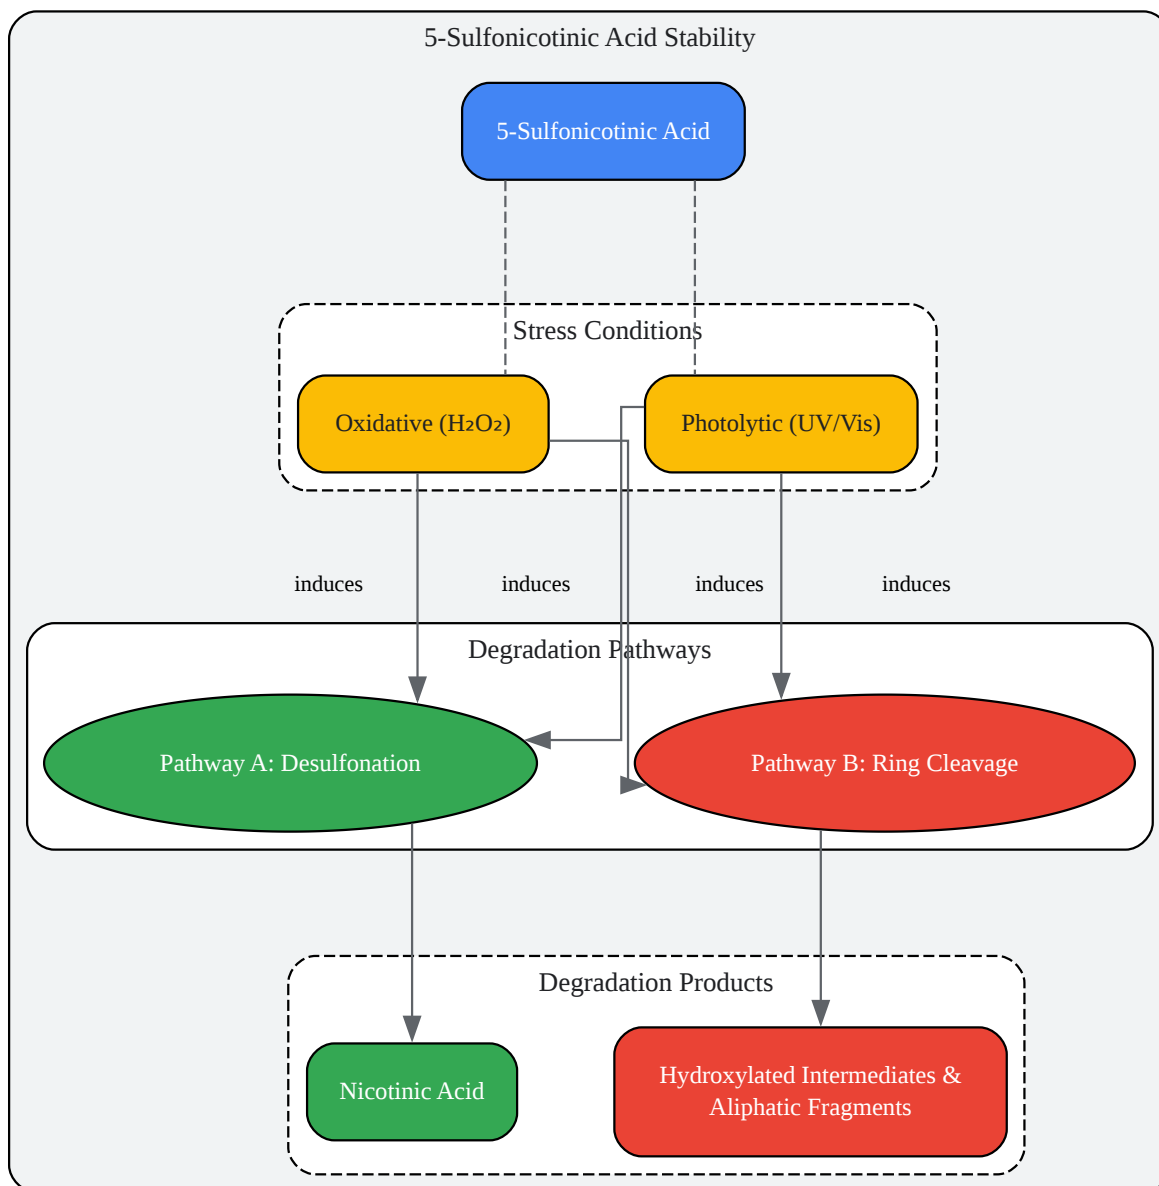 5-Sulfonicotinic Acid Stability
5-Sulfonicotinic Acid
Stress Conditions
Oxidative (H₂O₂)
Photolytic (UV/Vis)
induces
induces
induces
induces
Degradation Pathways
Pathway A: Desulfonation
Pathway B: Ring Cleavage
Degradation Products
Nicotinic Acid
Hydroxylated Intermediates &
Aliphatic Fragments